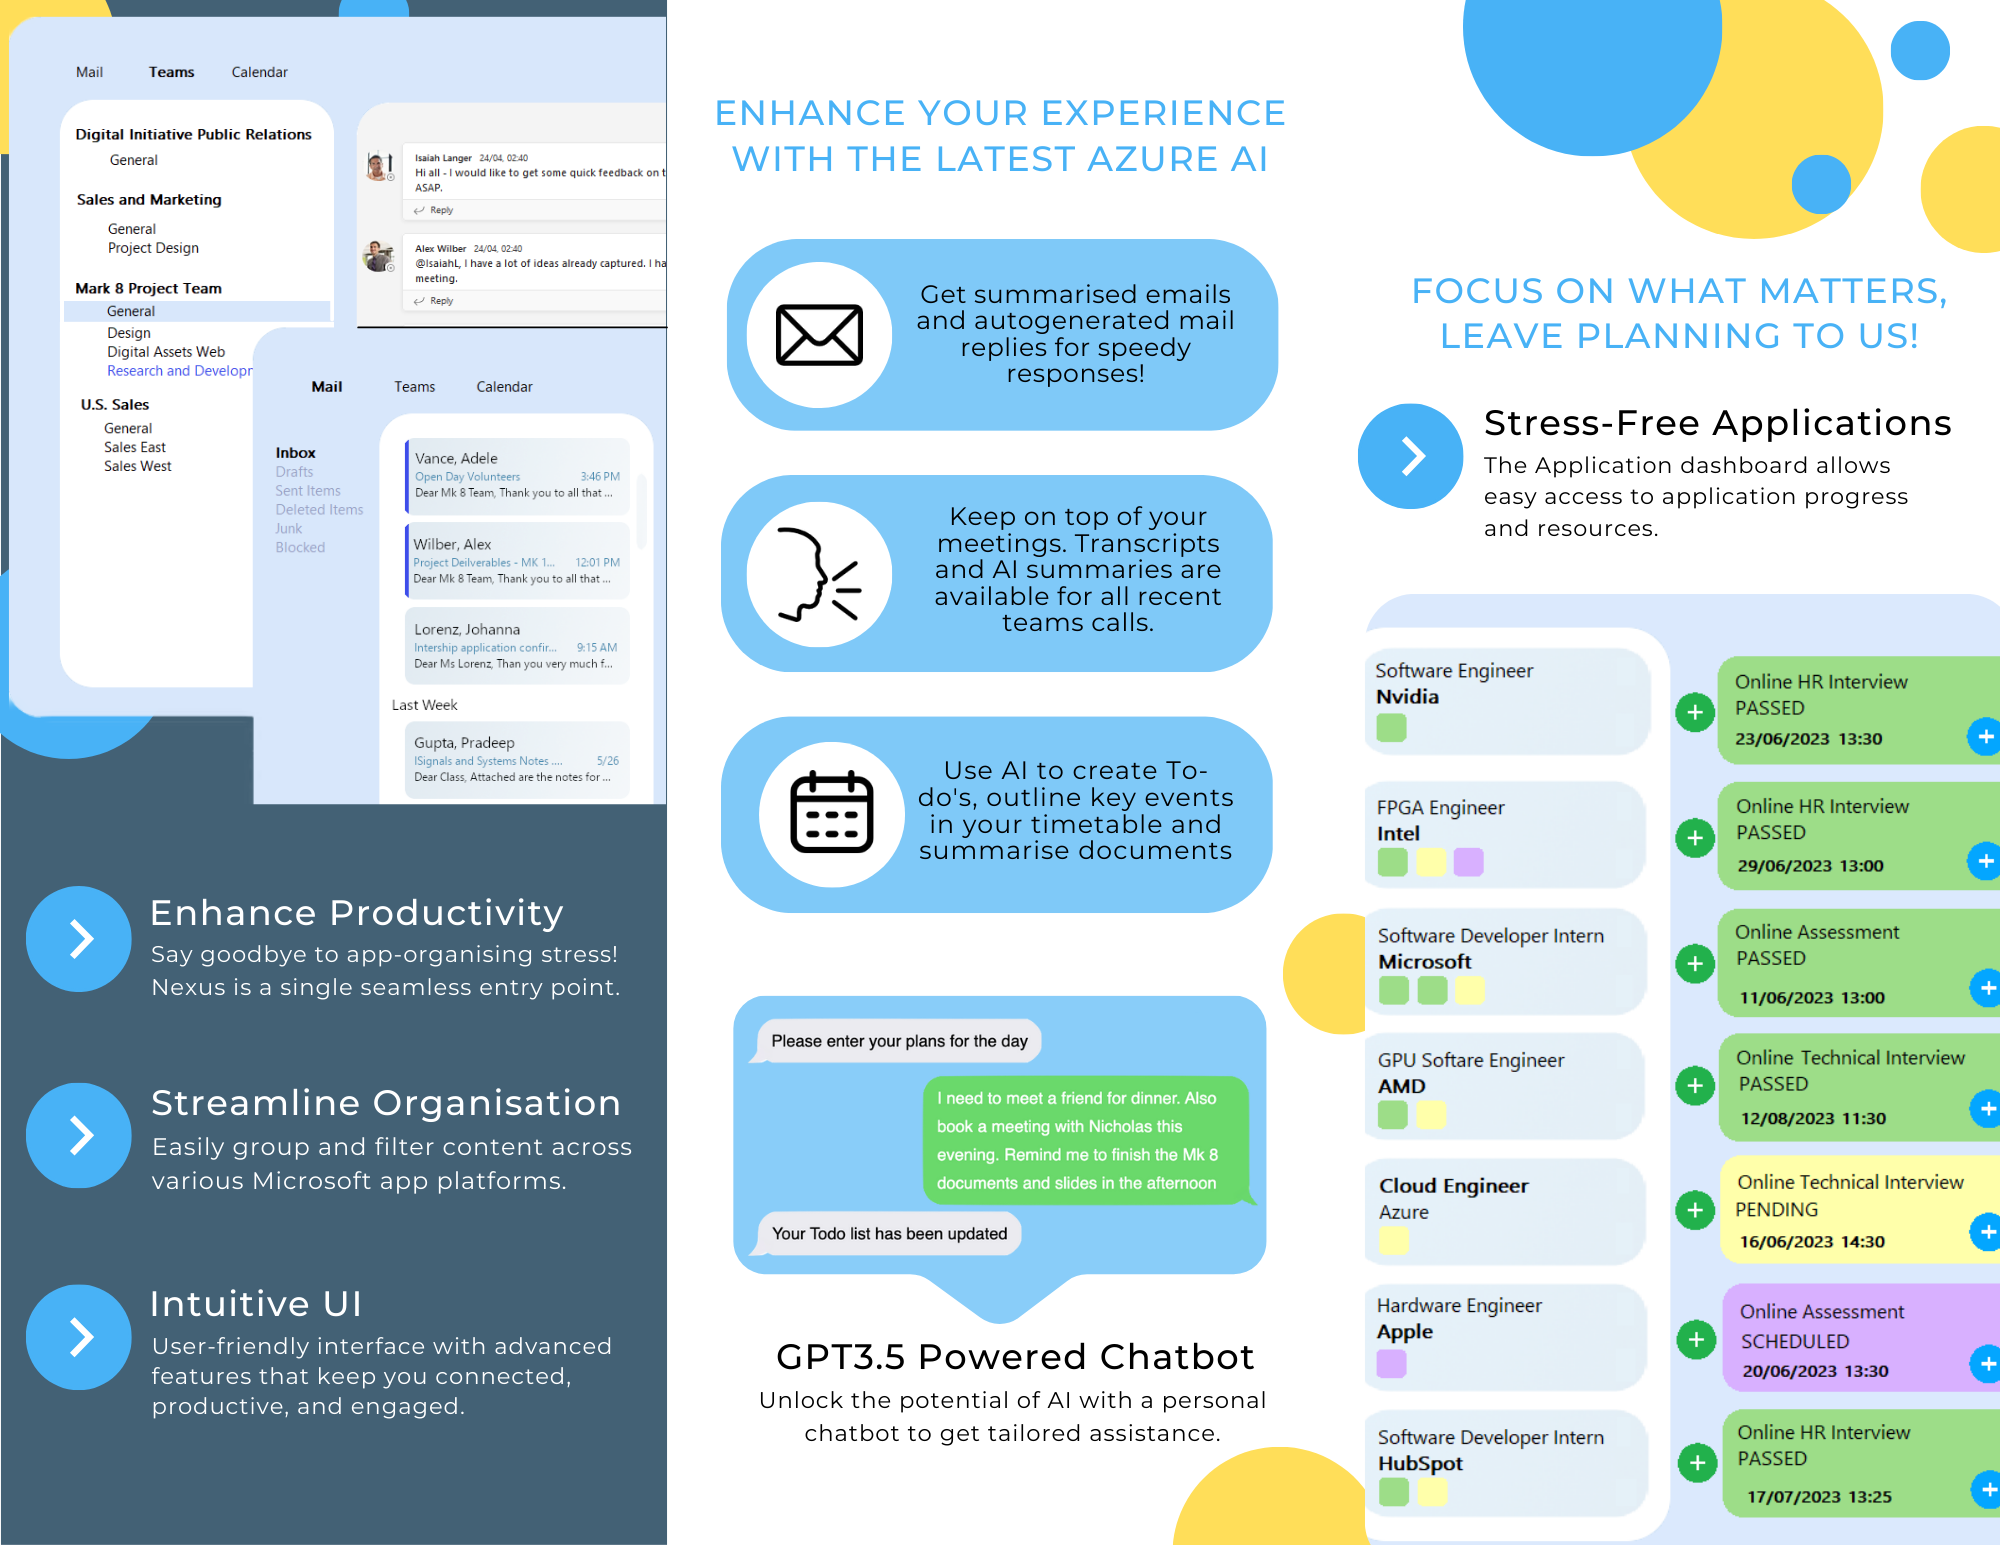 Mail Teams Calendar
Digital Initiative Public Relations
General
Sales and Marketing
General
Project Design
Mark 8 Project Team
General
Design
Digital Assets Web
Research and Developr
U.S. Sales
General
Sales East
Sales West
Isaiah Langer 24/04, 02:40
Hi all - I would like to get some quick feedback on t
ASAP.
Reply
Alex Wilber 24/04, 02:40
@IsaiahL, I have a lot of ideas already captured. I ha
meeting.
Reply
Mail Teams Calendar
Inbox
Drafts
Sent Items
Deleted Items
Junk
Blocked
Vance, Adele
Open Day Volunteers 3:46 PM
Dear Mk 8 Team, Thank you to all that ...
Wilber, Alex
Project Deilverables - MK 1... 12:01 PM
Dear Mk 8 Team, Thank you to all that ...
Lorenz, Johanna
Intership application confir... 9:15 AM
Dear Ms Lorenz, Than you very much f...
Last Week
Gupta, Pradeep
ISignals and Systems Notes .... 5/26
Dear Class, Attached are the notes for ...
Enhance Productivity
Say goodbye to app-organising stress!
Nexus is a single seamless entry point.
Streamline Organisation
Easily group and filter content across
various Microsoft app platforms.
Intuitive UI
User-friendly interface with advanced
features that keep you connected,
productive, and engaged.
ENHANCE YOUR EXPERIENCE
WITH THE LATEST AZURE AI
Get summarised emails
and autogenerated mail
replies for speedy
responses!
Keep on top of your
meetings. Transcripts
and AI summaries are
available for all recent
teams calls.
Use AI to create To-
do's, outline key events
in your timetable and
summarise documents
Please enter your plans for the day
I need to meet a friend for dinner. Also
book a meeting with Nicholas this
evening. Remind me to finish the Mk 8
documents and slides in the afternoon
Your Todo list has been updated
GPT3.5 Powered Chatbot
Unlock the potential of AI with a personal
chatbot to get tailored assistance.
FOCUS ON WHAT MATTERS,
LEAVE PLANNING TO US!
Stress-Free Applications
The Application dashboard allows
easy access to application progress
and resources.
Software Engineer
Nvidia
Online HR Interview
PASSED
23/06/2023 13:30
FPGA Engineer
Intel
Online HR Interview
PASSED
29/06/2023 13:00
Software Developer Intern
Microsoft
Online Assessment
PASSED
11/06/2023 13:00
GPU Softare Engineer
AMD
Online Technical Interview
PASSED
12/08/2023 11:30
Cloud Engineer
Azure
Online Technical Interview
PENDING
16/06/2023 14:30
Hardware Engineer
Apple
Online Assessment
SCHEDULED
20/06/2023 13:30
Software Developer Intern
HubSpot
Online HR Interview
PASSED
17/07/2023 13:25